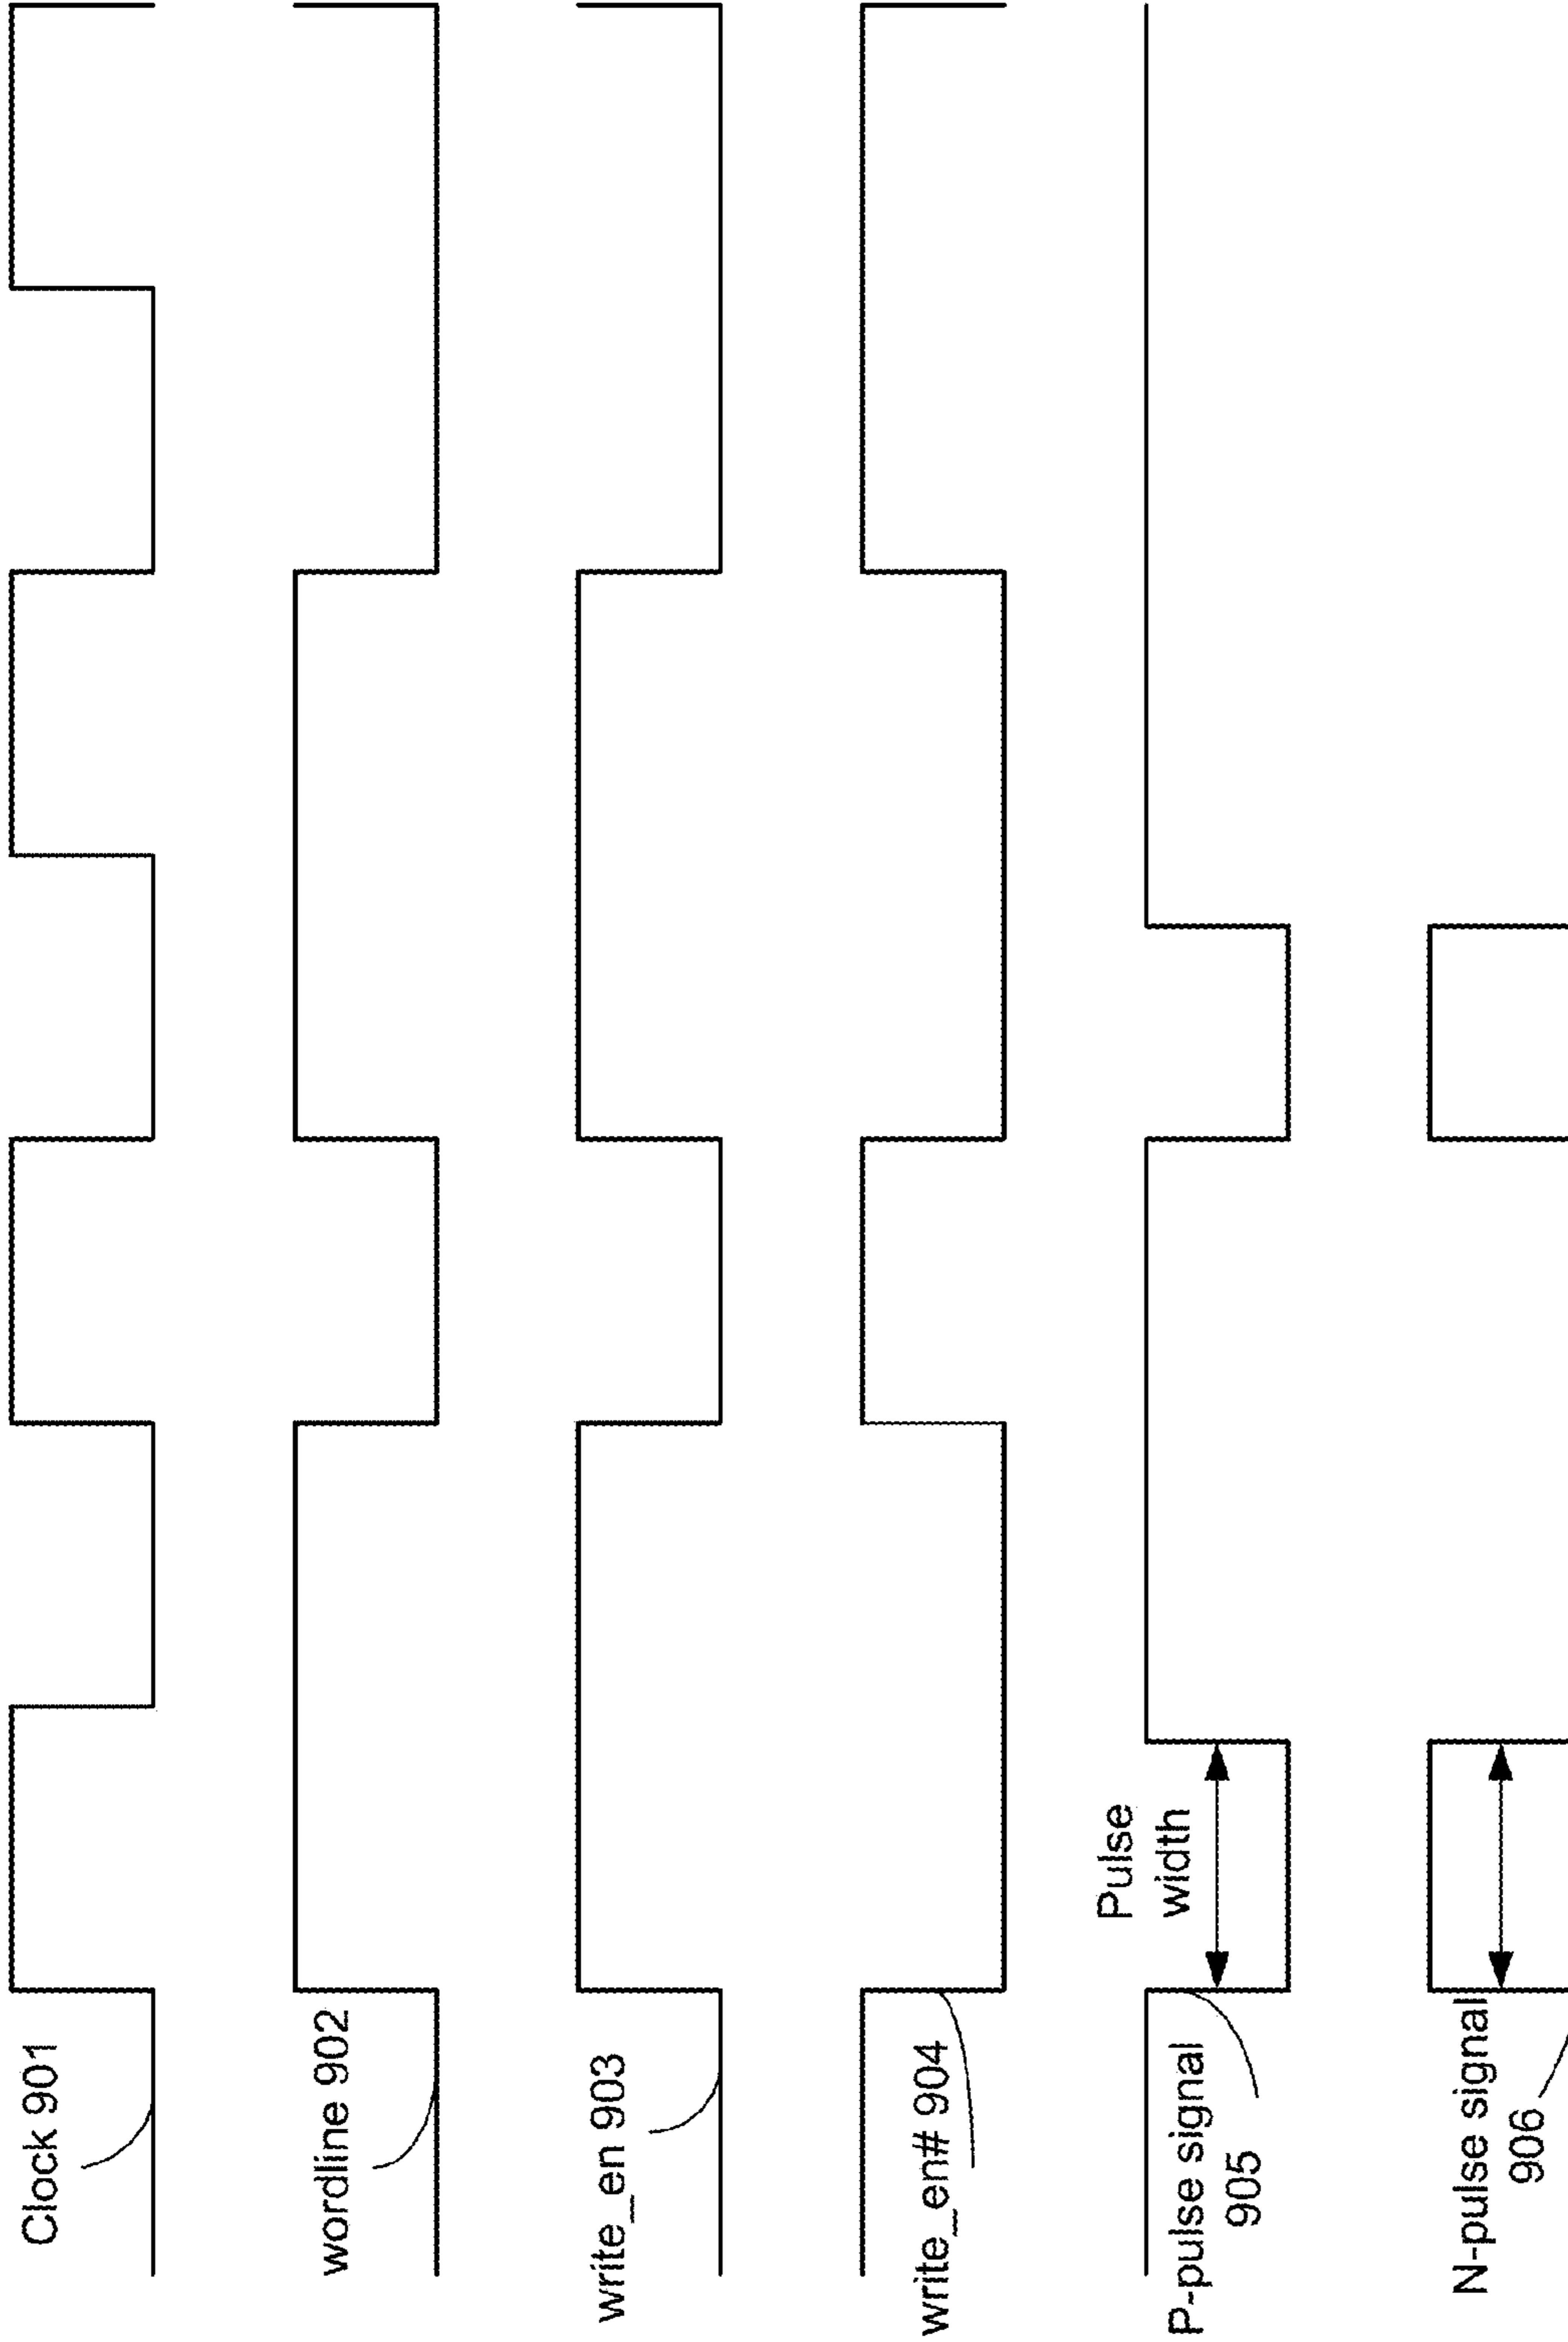 Clock 901
wordline 902
write_en 903
write_en# 904
Pulse
width
P-pulse signal
905
N-pulse signal
906